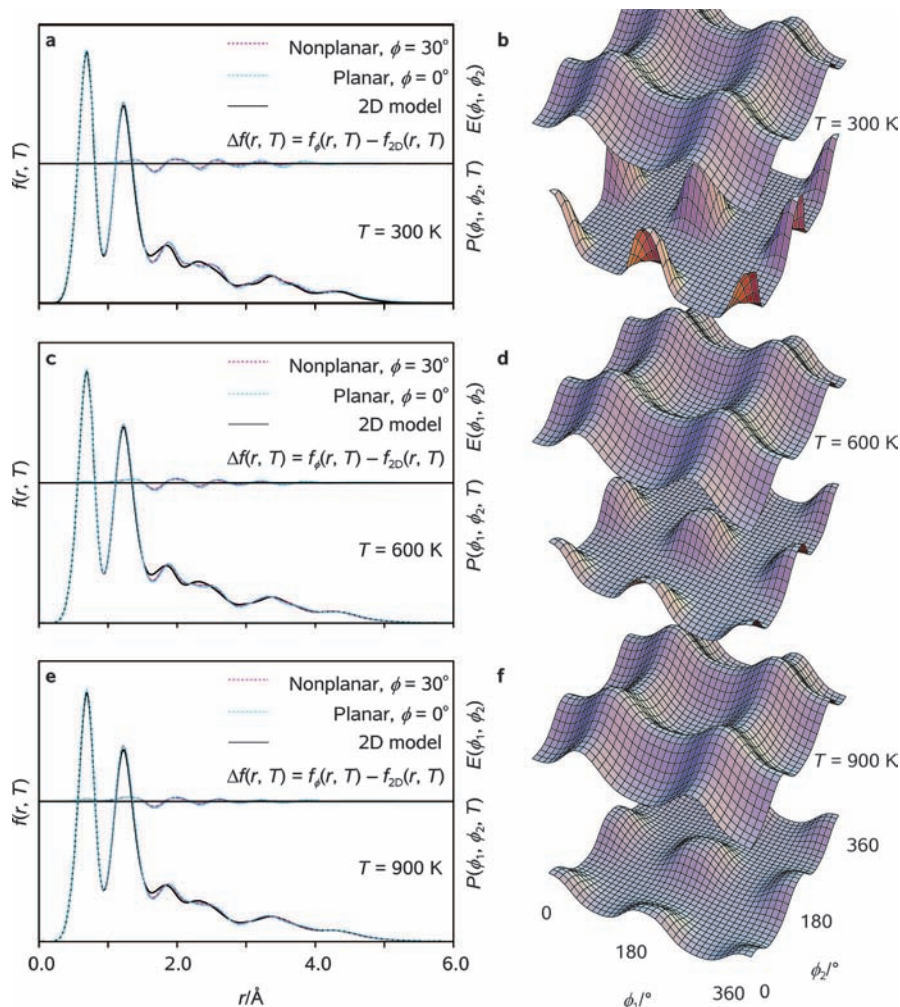 a
Nonplanar, ϕ = 30°
Planar, ϕ = 0°
2D model
Δf(r, T) = fϕ(r, T) − f2D(r, T)
T = 300 K
f(r, T)
b
E(ϕ1, ϕ2)
T = 300 K
P(ϕ1, ϕ2, T)
c
Nonplanar, ϕ = 30°
Planar, ϕ = 0°
2D model
Δf(r, T) = fϕ(r, T) − f2D(r, T)
T = 600 K
f(r, T)
d
E(ϕ1, ϕ2)
T = 600 K
P(ϕ1, ϕ2, T)
e
Nonplanar, ϕ = 30°
Planar, ϕ = 0°
2D model
Δf(r, T) = fϕ(r, T) − f2D(r, T)
T = 900 K
f(r, T)
0.0 2.0 4.0 6.0
r/Å
f
E(ϕ1, ϕ2)
T = 900 K
P(ϕ1, ϕ2, T)
360
0
180
180
ϕ2/°
ϕ1/°
360 0